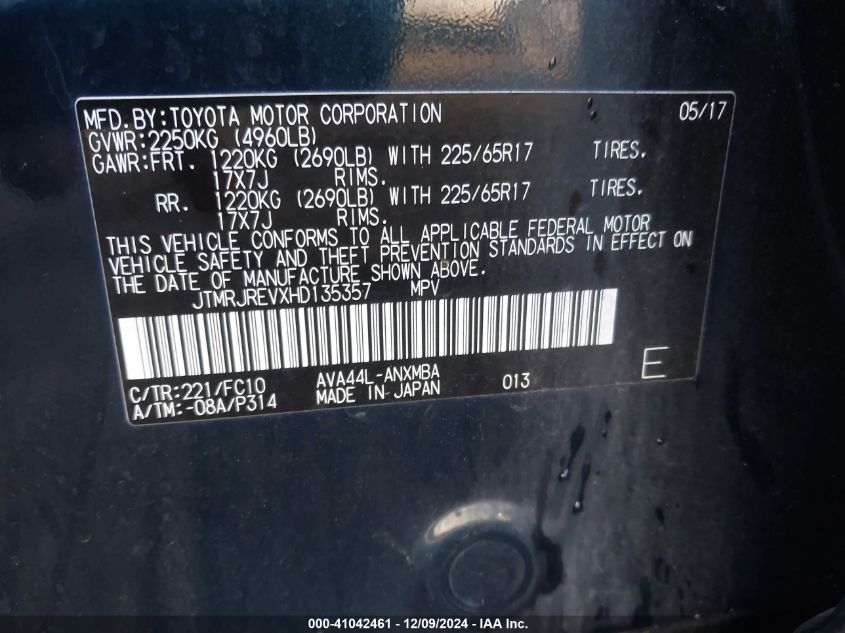 MFD.BY:TOYOTA MOTOR CORPORATION 05/17
GVWR:2250KG (4960LB)
GAWR:FRT. 1220KG (2690LB) WITH 225/65R17 TIRES.
17X7J RIMS.
RR. 1220KG (2690LB) WITH 225/65R17 TIRES.
17X7J RIMS.
THIS VEHICLE CONFORMS TO ALL APPLICABLE FEDERAL MOTOR
VEHICLE SAFETY AND THEFT PREVENTION STANDARDS IN EFFECT ON
THE DATE OF MANUFACTURE SHOWN ABOVE.
JTMRJREVXHD135357 MPV
C/TR:221/FC10 AVA44L-ANXMBA 013 E
A/TM:-08A/P314 MADE IN JAPAN
000-41042461 - 12/09/2024 - IAA Inc.